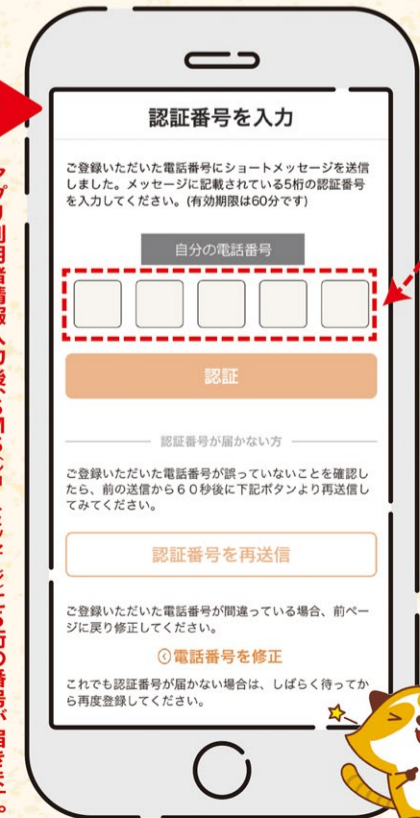 認証番号を入力
ご登録いただいた電話番号にショートメッセージを送信
しました。メッセージに記載されている5桁の認証番号
を入力してください。(有効期限は60分です)
自分の電話番号
認証
認証番号が届かない方
ご登録いただいた電話番号が誤っていないことを確認し
たら、前の送信から60秒後に下記ボタンより再送信し
てみてください。
認証番号を再送信
ご登録いただいた電話番号が間違っている場合、前ペー
ジに戻り修正してください。
電話番号を修正
これでも認証番号が届かない場合は、しばらく待ってか
ら再度登録してください。